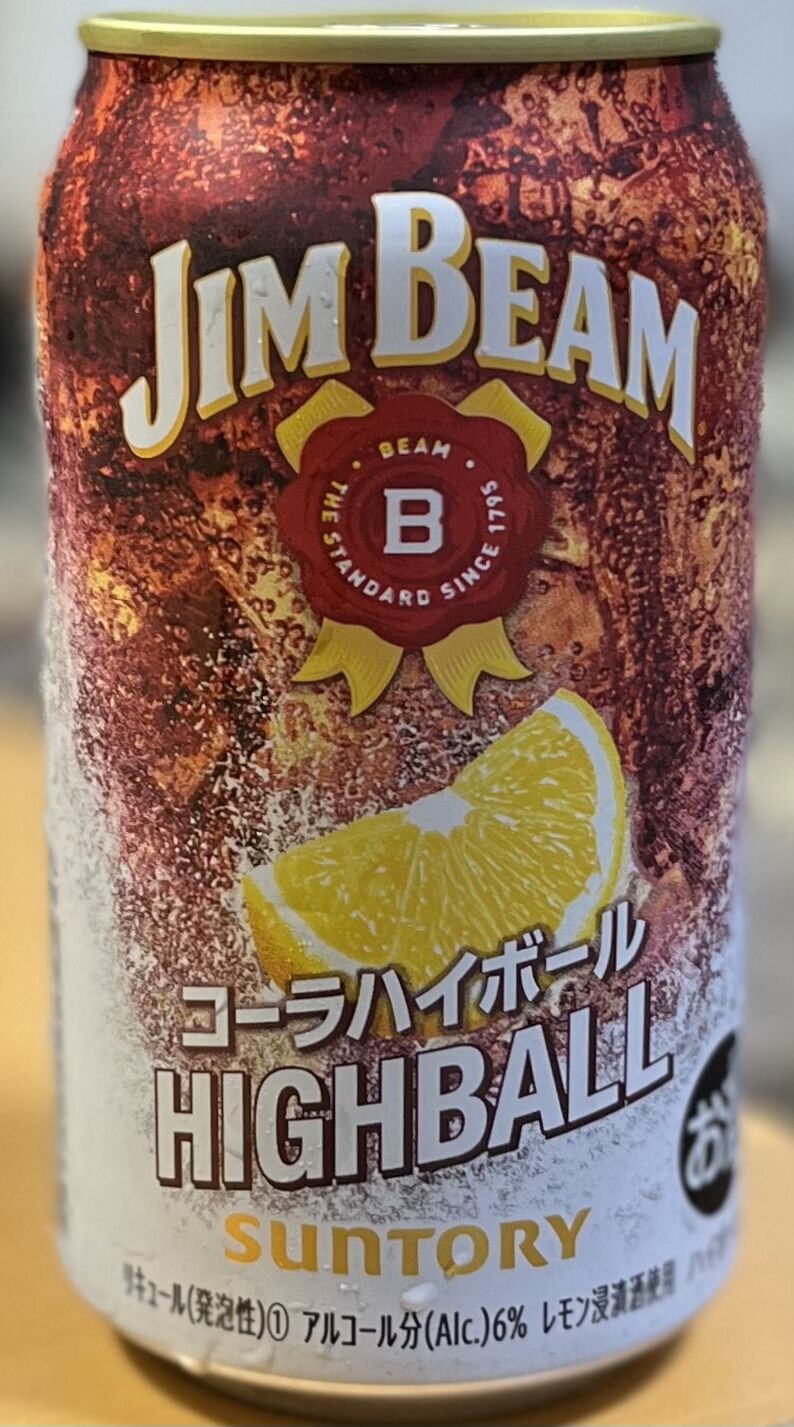 JIM BEAM
BEAM
THE STANDARD SINCE 1795
B
コーラハイボール
HIGHBALL
お
SUNTORY
リキュール(発泡性)① アルコール分(Alc.)6% レモン浸漬酒使用